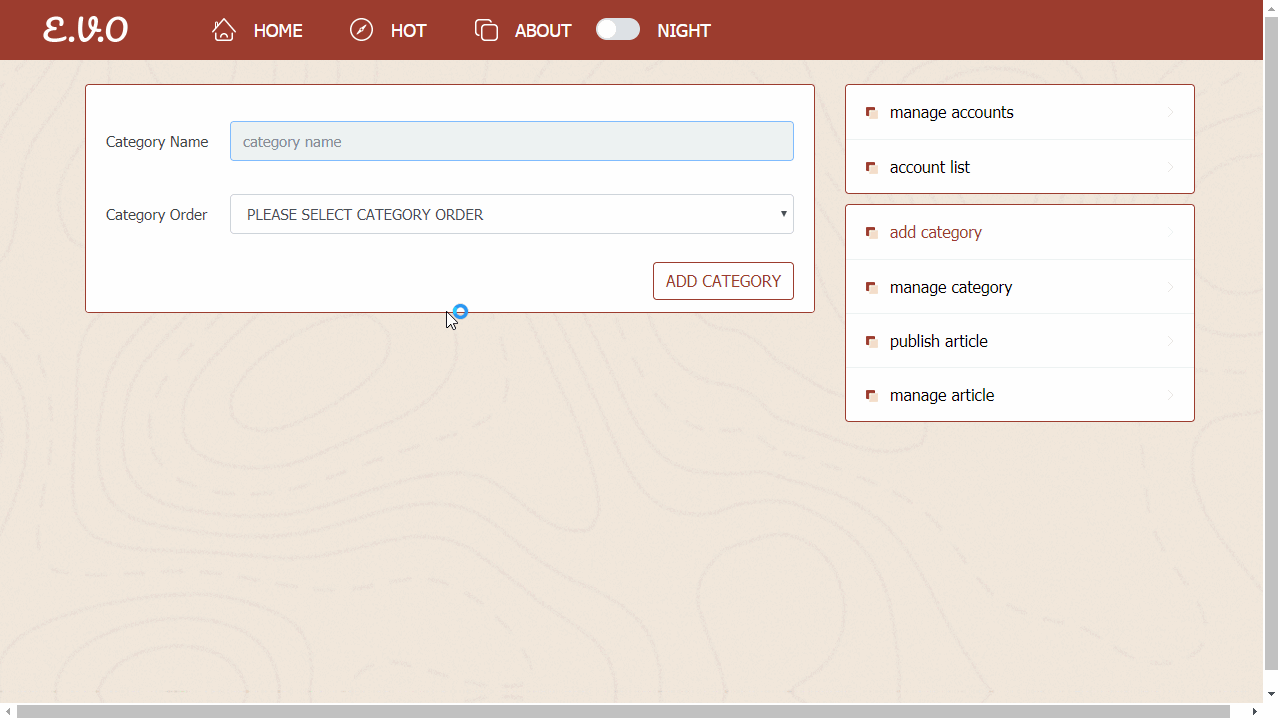 E.V.O
HOME
HOT
ABOUT
NIGHT
Category Name
category name
Category Order
PLEASE SELECT CATEGORY ORDER
ADD CATEGORY
manage accounts
account list
add category
manage category
publish article
manage article